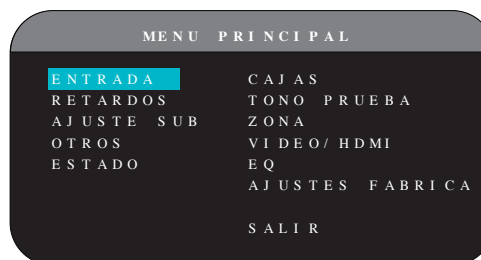 MENU PRINCIPAL
ENTRADA CAJAS
RETARDOS TONO PRUEBA
AJUSTE SUB ZONA
OTROS VIDEO/HDMI
ESTADO EQ
AJUSTES FABRICA
SALIR